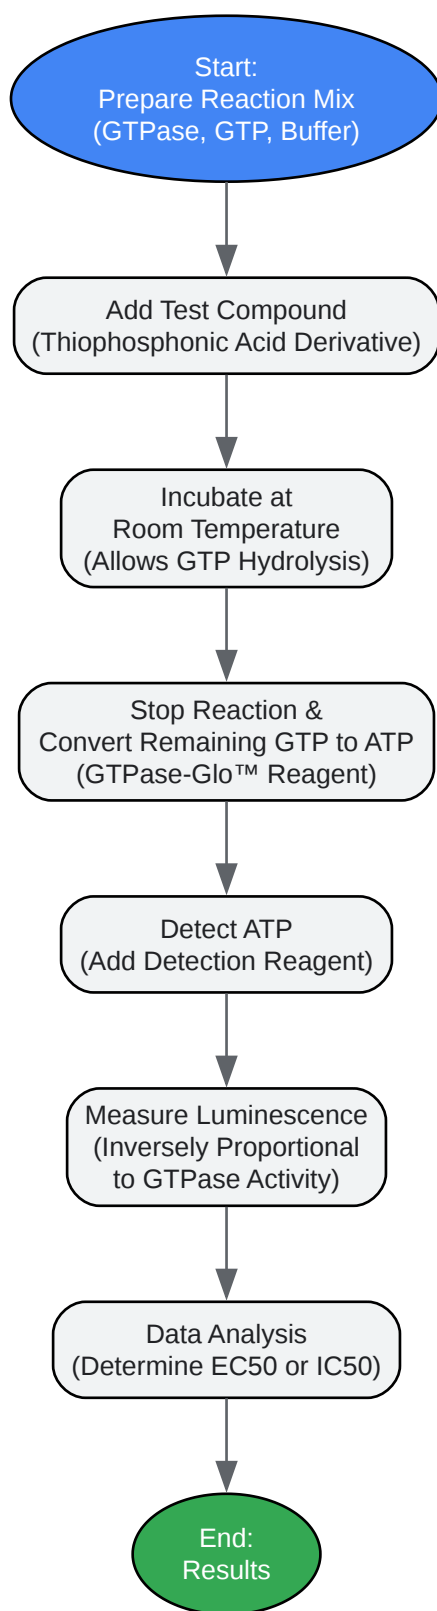 Start:
Prepare Reaction Mix
(GTPase, GTP, Buffer)
Add Test Compound
(Thiophosphonic Acid Derivative)
Incubate at
Room Temperature
(Allows GTP Hydrolysis)
Stop Reaction &
Convert Remaining GTP to ATP
(GTPase-Glo™ Reagent)
Detect ATP
(Add Detection Reagent)
Measure Luminescence
(Inversely Proportional
to GTPase Activity)
Data Analysis
(Determine EC50 or IC50)
End:
Results